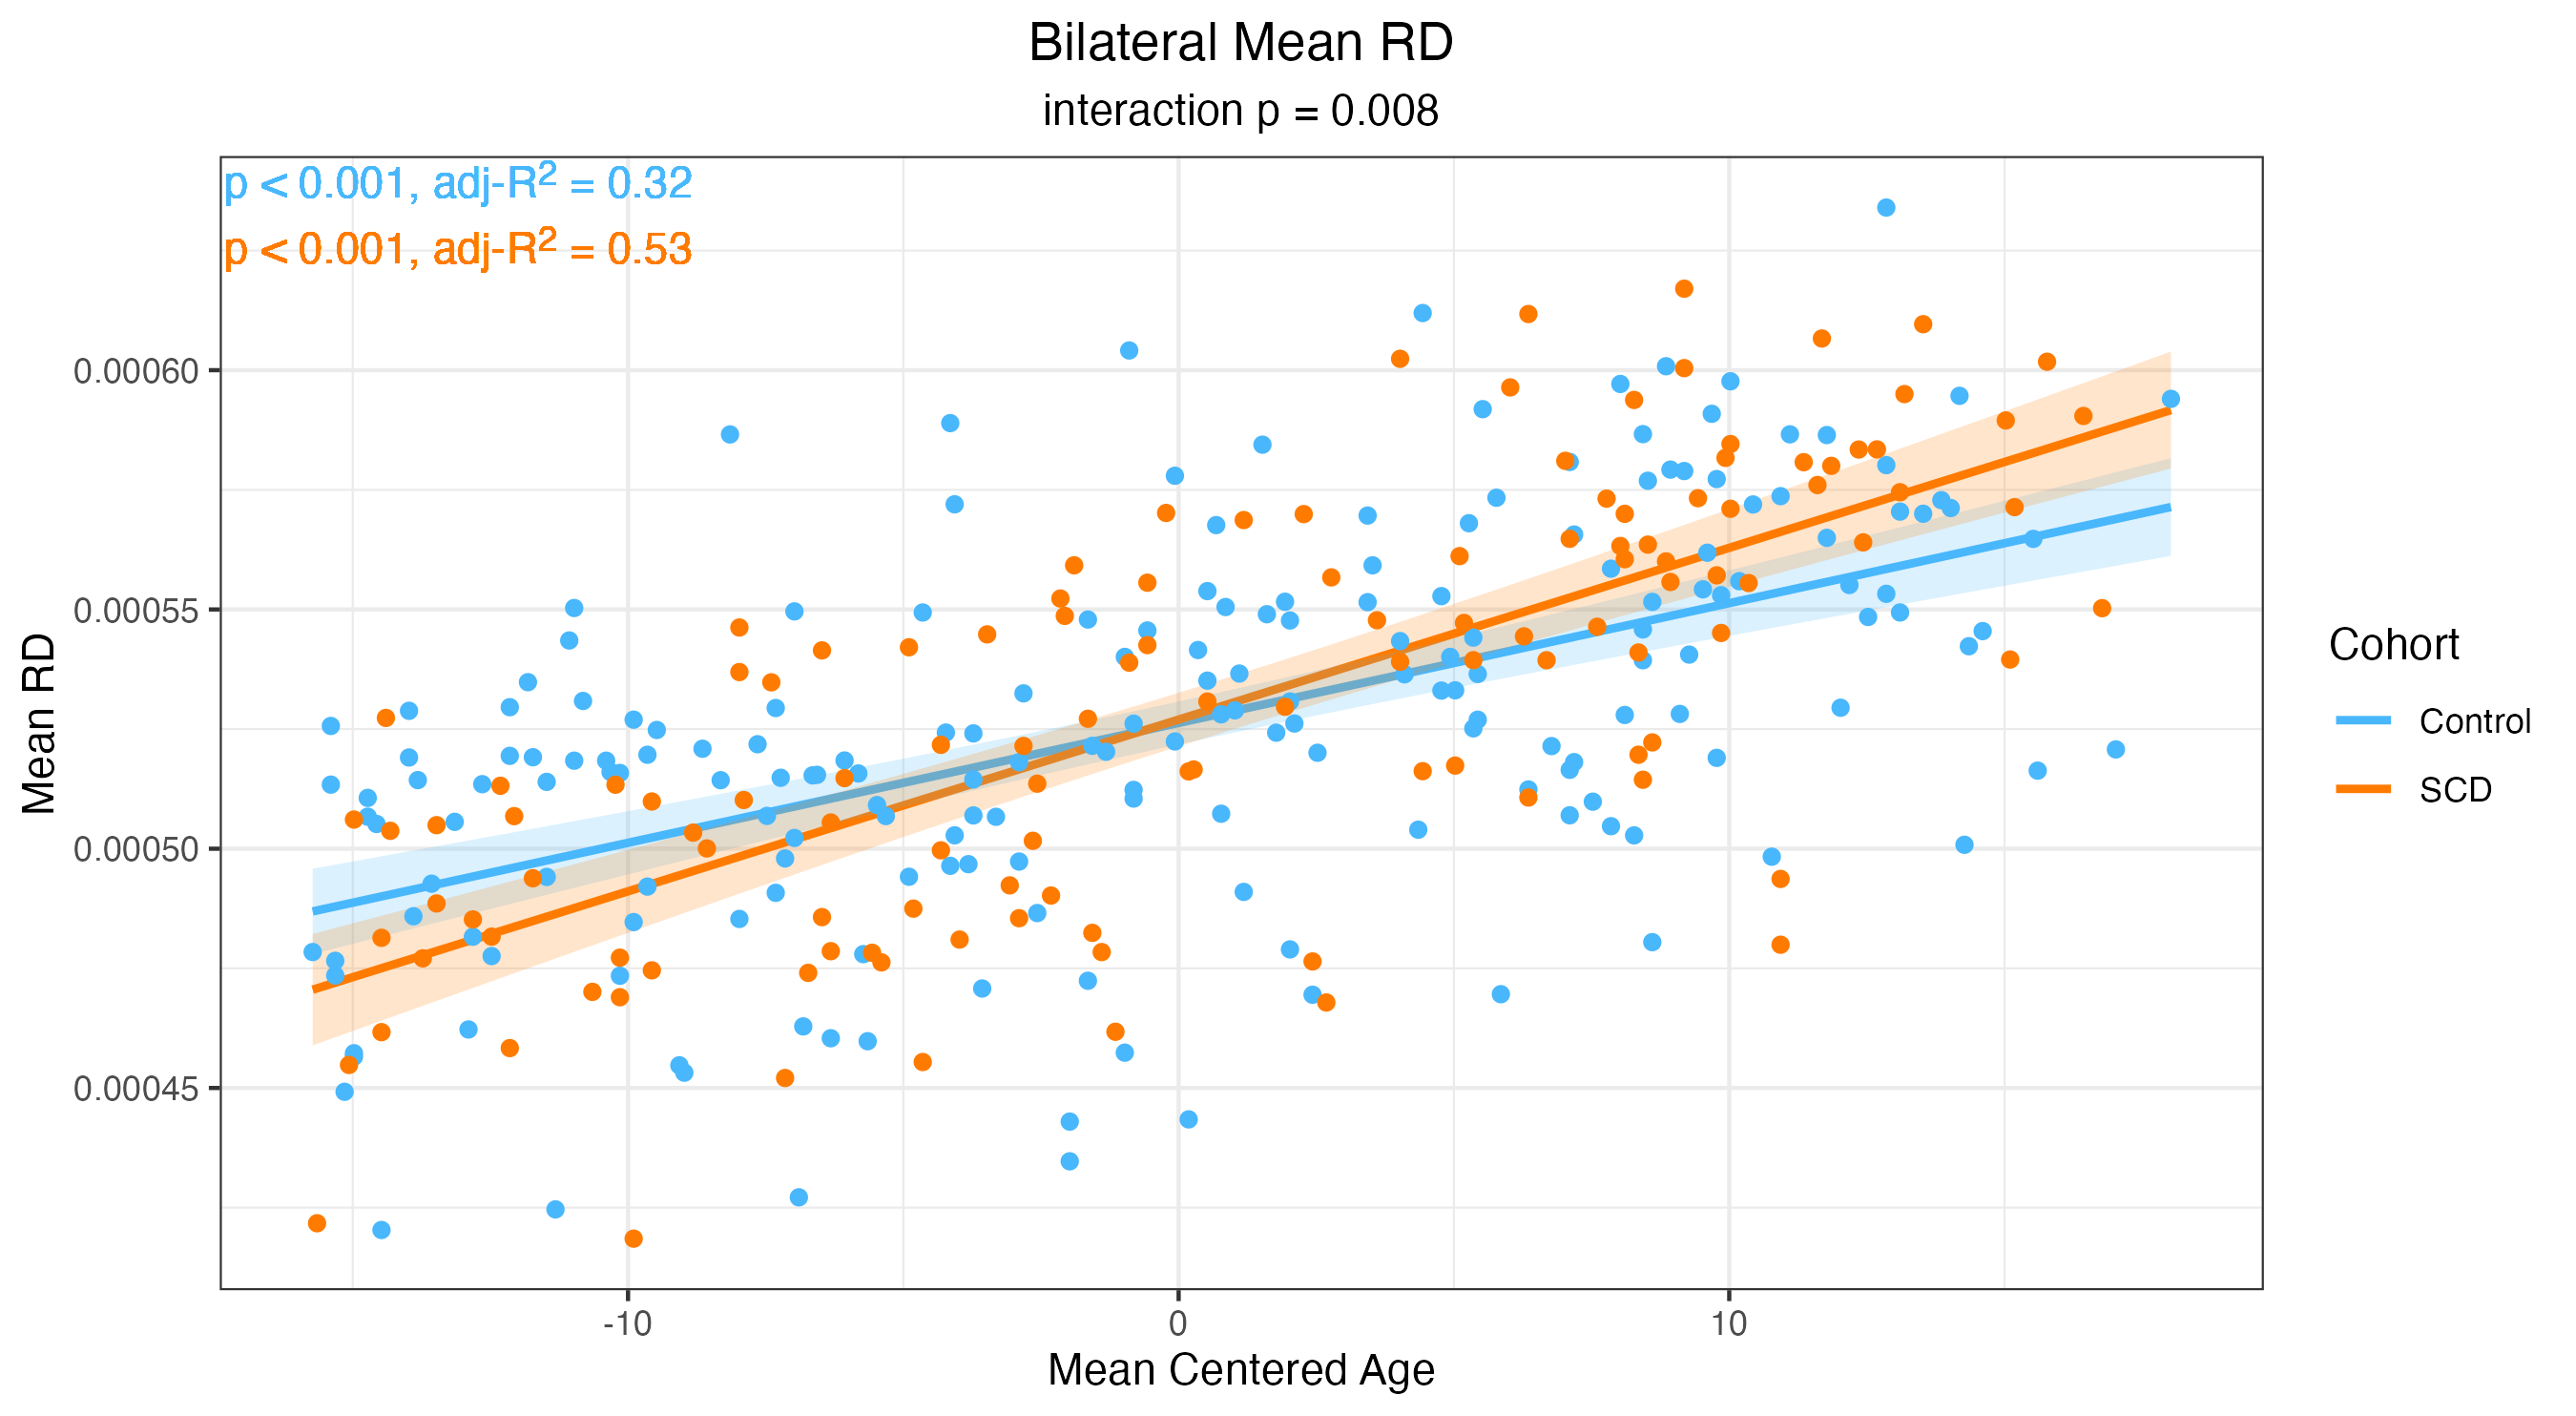 Bilateral Mean RD
interaction p = 0.008
p < 0.001, adj-R² = 0.32
p < 0.001, adj-R² = 0.53
0.00060
0.00055
0.00050
0.00045
Mean RD
-10
0
10
Mean Centered Age
Cohort
Control
SCD